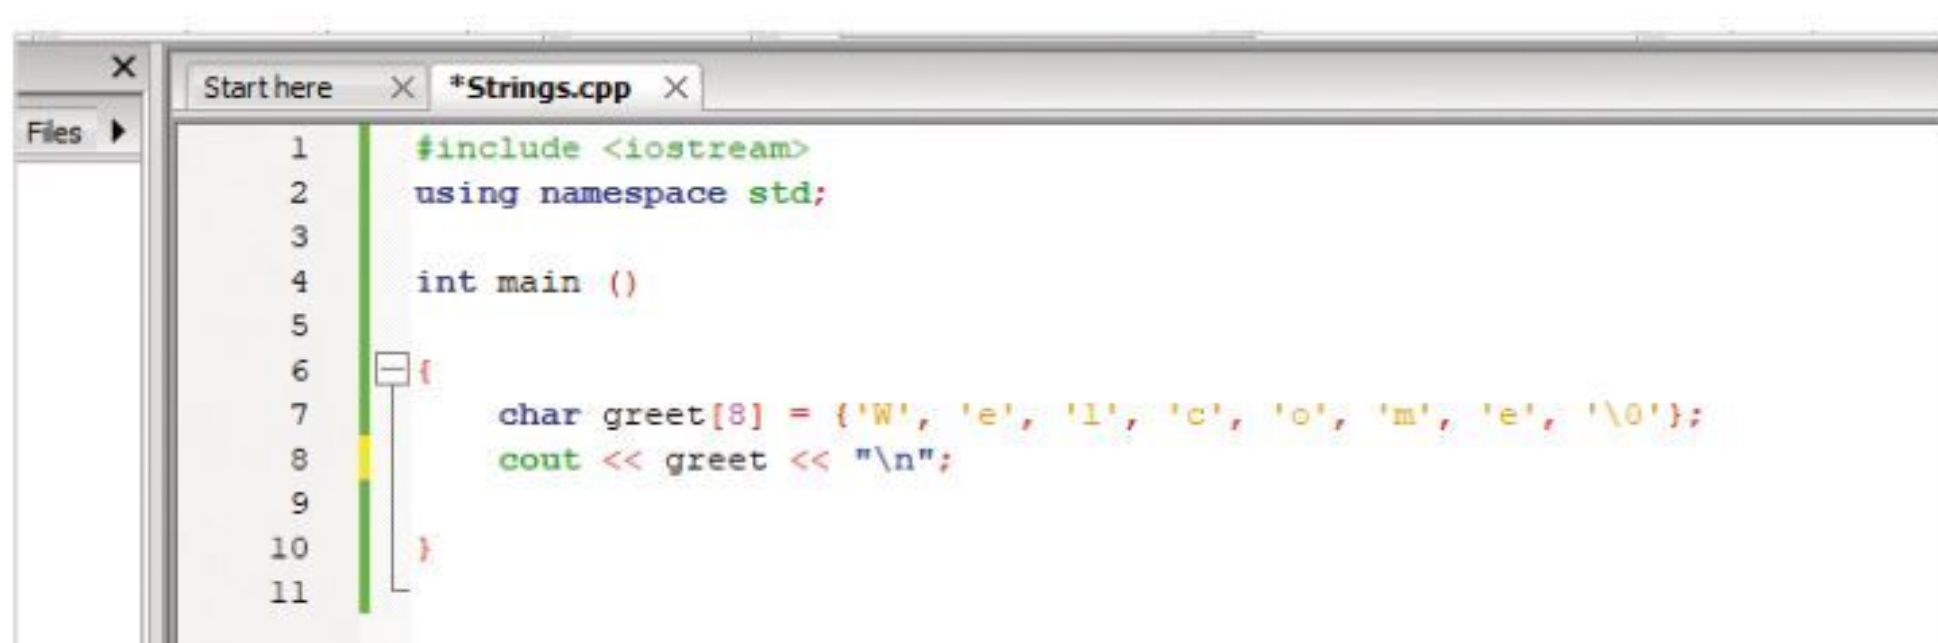 Start here *Strings.cpp
Files
1 #include <iostream>
2 using namespace std;
3
4 int main ()
5
6 {
7 char greet[8] = {'W', 'e', 'l', 'c', 'o', 'm', 'e', '\0'};
8 cout << greet << "\n";
9
10 }
11